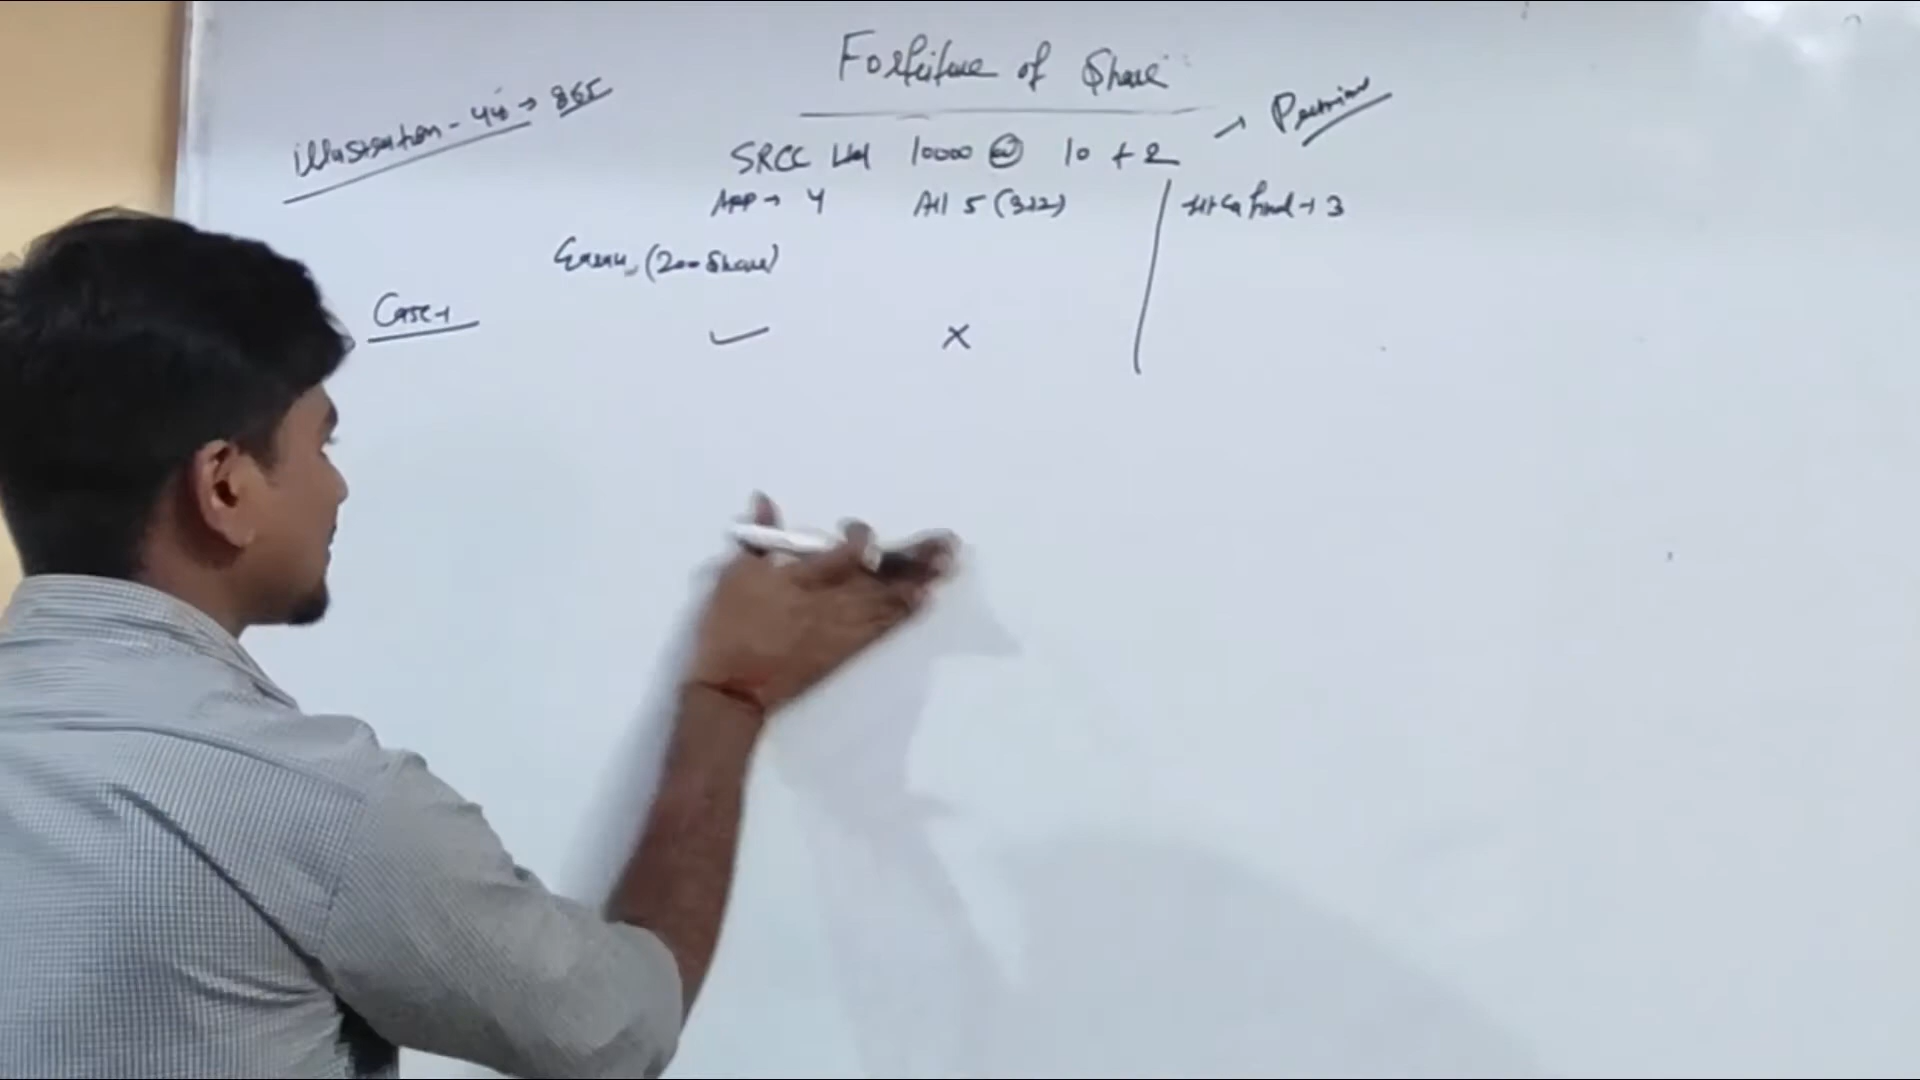 Forfeiture of Share
illustration - 44 → 865
SRCC Ltd 10000 @ 10 + 2 → Premium
App → 4 All 5 (3+2) 1st & final → 3
(200 Share)
Case-1
✓ ×